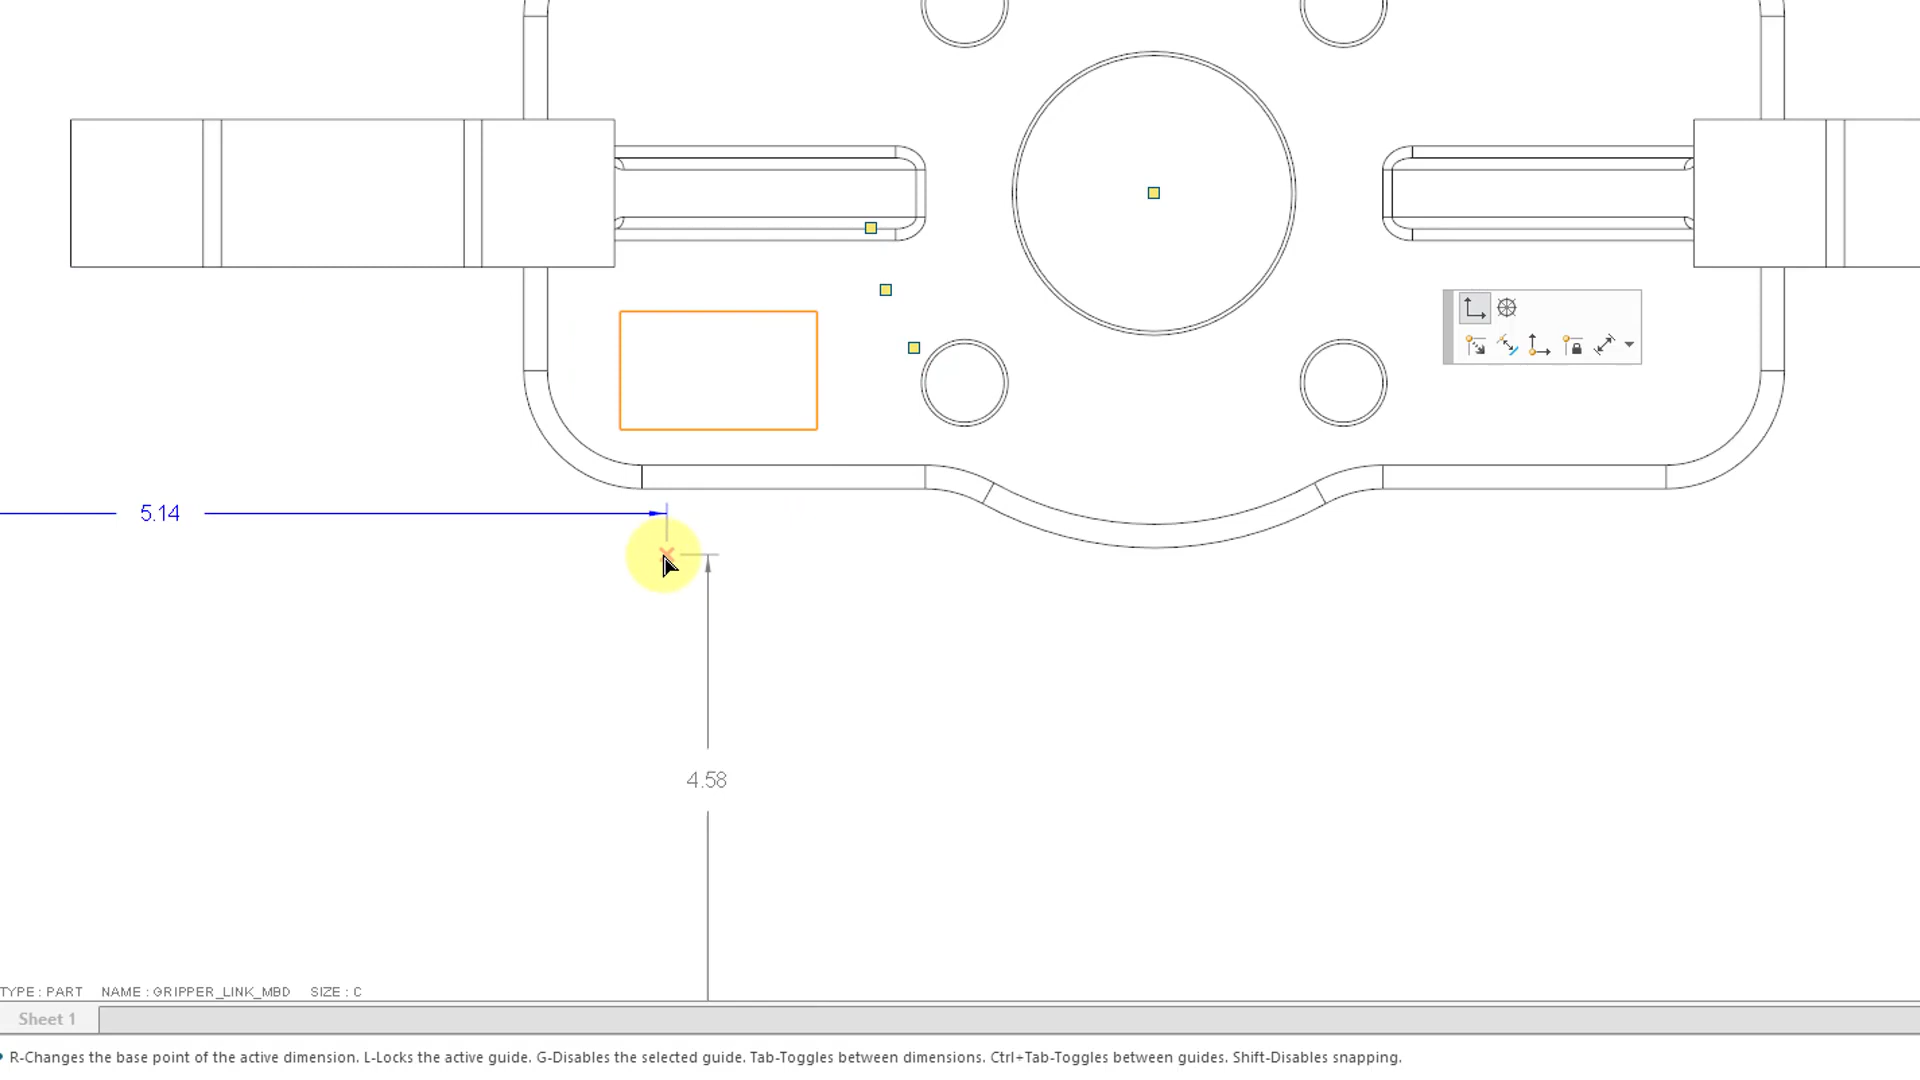 5.14
4.58
TYPE : PART NAME : GRIPPER_LINK_MBD SIZE : C
Sheet 1
R-Changes the base point of the active dimension. L-Locks the active guide. G-Disables the selected guide. Tab-Toggles between dimensions. Ctrl+Tab-Toggles between guides. Shift-Disables snapping.